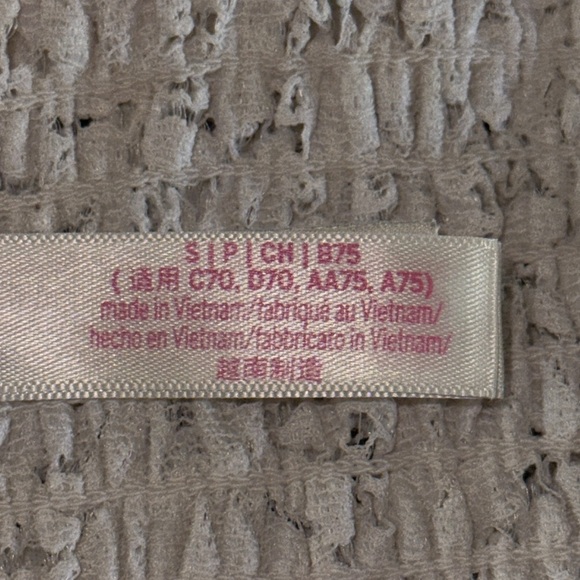 S | P | CH | B75
( 适用 C70, D70, AA75, A75)
made in Vietnam/fabriqué au Vietnam/
hecho en Vietnam/fabbricato in Vietnam/
越南制造